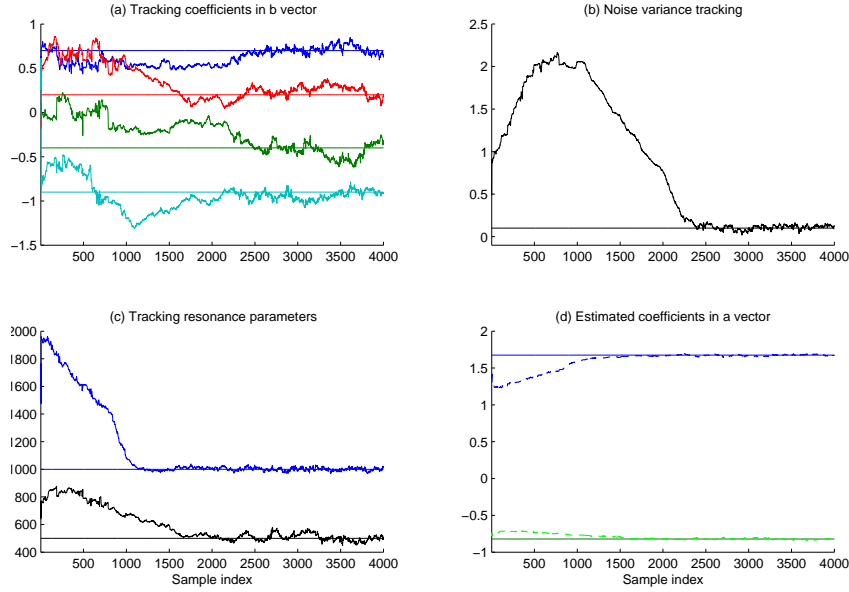 (a) Tracking coefficients in b vector
1
0.5
0
−0.5
−1
−1.5
500 1000 1500 2000 2500 3000 3500 4000
(b) Noise variance tracking
2.5
2
1.5
1
0.5
0
500 1000 1500 2000 2500 3000 3500 4000
(c) Tracking resonance parameters
2000
1800
1600
1400
1200
1000
800
600
400
500 1000 1500 2000 2500 3000 3500 4000
Sample index
(d) Estimated coefficients in a vector
2
1.5
1
0.5
0
−0.5
−1
500 1000 1500 2000 2500 3000 3500 4000
Sample index